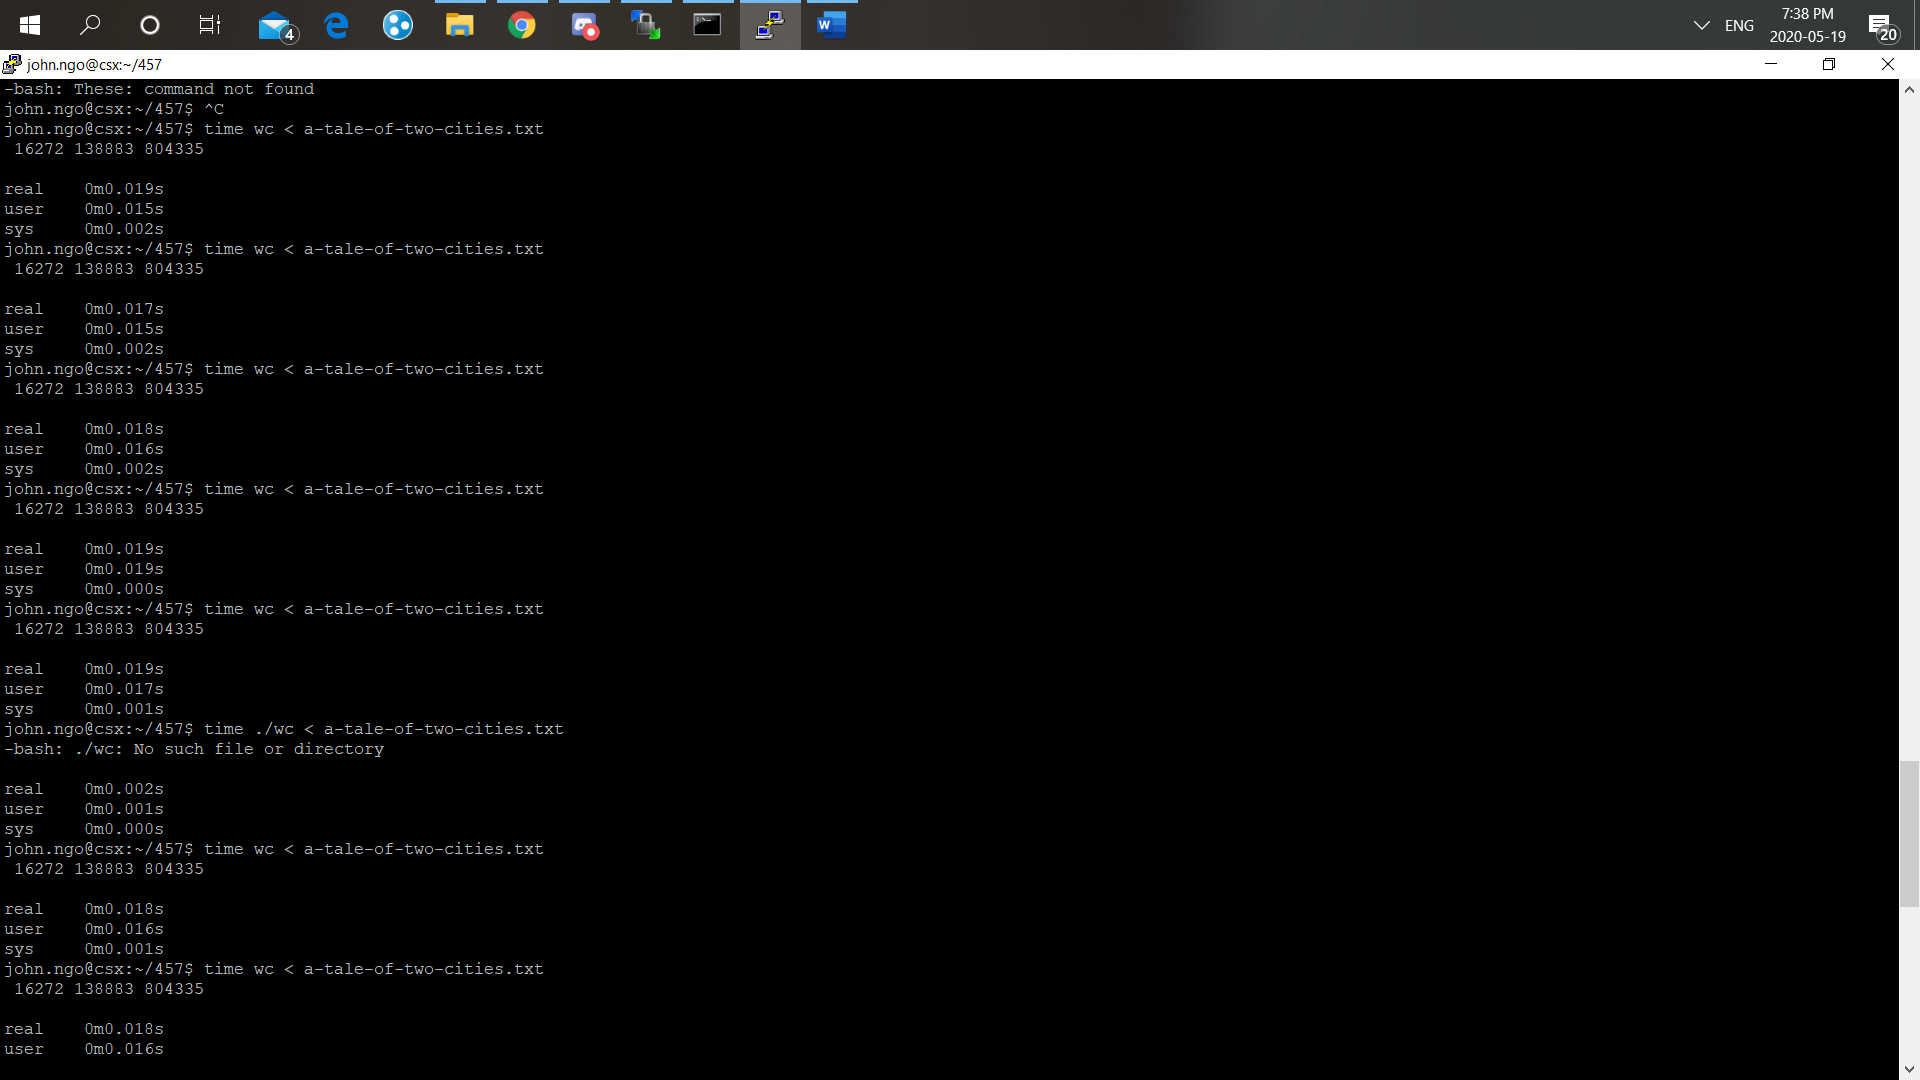 4
W
ENG
7:38 PM
2020-05-19
20
john.ngo@csx:~/457
-bash: These: command not found
john.ngo@csx:~/457$ ^C
john.ngo@csx:~/457$ time wc < a-tale-of-two-cities.txt
 16272 138883 804335
real    0m0.019s
user    0m0.015s
sys     0m0.002s
john.ngo@csx:~/457$ time wc < a-tale-of-two-cities.txt
 16272 138883 804335
real    0m0.017s
user    0m0.015s
sys     0m0.002s
john.ngo@csx:~/457$ time wc < a-tale-of-two-cities.txt
 16272 138883 804335
real    0m0.018s
user    0m0.016s
sys     0m0.002s
john.ngo@csx:~/457$ time wc < a-tale-of-two-cities.txt
 16272 138883 804335
real    0m0.019s
user    0m0.019s
sys     0m0.000s
john.ngo@csx:~/457$ time wc < a-tale-of-two-cities.txt
 16272 138883 804335
real    0m0.019s
user    0m0.017s
sys     0m0.001s
john.ngo@csx:~/457$ time ./wc < a-tale-of-two-cities.txt
-bash: ./wc: No such file or directory
real    0m0.002s
user    0m0.001s
sys     0m0.000s
john.ngo@csx:~/457$ time wc < a-tale-of-two-cities.txt
 16272 138883 804335
real    0m0.018s
user    0m0.016s
sys     0m0.001s
john.ngo@csx:~/457$ time wc < a-tale-of-two-cities.txt
 16272 138883 804335
real    0m0.018s
user    0m0.016s